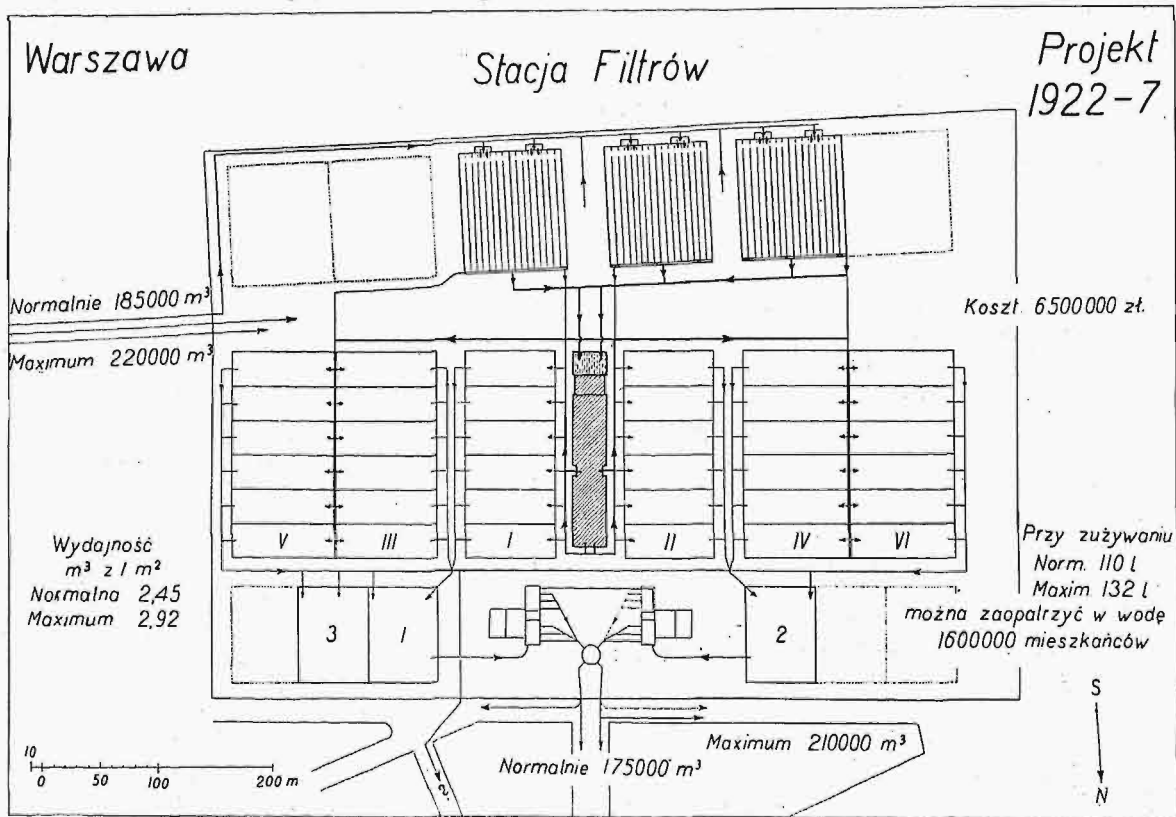 Warszawa
Stacja Filtrów
Projekt
1922-7
Normalnie 185000 m³
Maximum 220000 m³
Koszt 6500000 zł.
V
III
I
II
IV
VI
Wydajność
m³ z 1 m²
Normalna 2,45
Maximum 2,92
Przy zużywaniu
Norm. 110 l
Maxim. 132 l
można zaopatrzyć w wodę
1600000 mieszkańców
3
1
2
S
N
Maximum 210000 m³
Normalnie 175000 m³
10
0
50
100
200 m